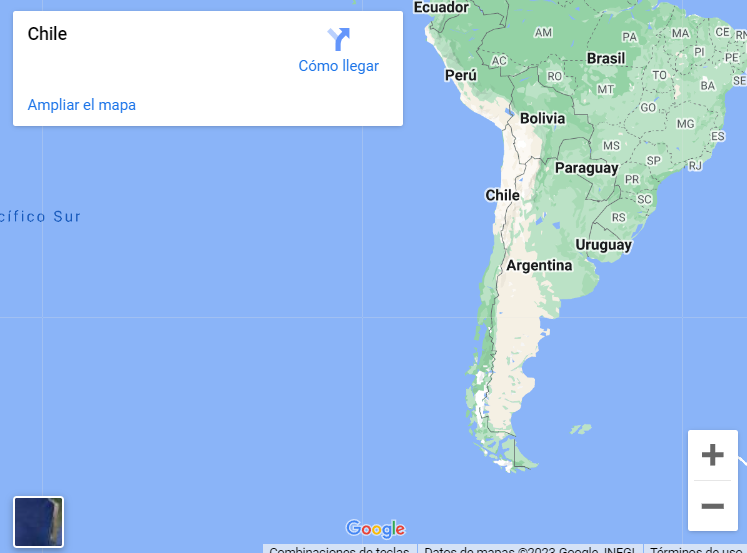 Chile
Cómo llegar
Ampliar el mapa
Ecuador
AM
PA
MA
CE
RN
PI
PE
Brasil
AC
Perú
RO
TO
SE
BA
MT
GO
Bolivia
MG
ES
MS
Paraguay
SP
RJ
PR
Chile
SC
cífico Sur
RS
Uruguay
Argentina
Google
Combinaciones de teclas
Datos de mapas ©2023 Google, INEGI
Términos de uso